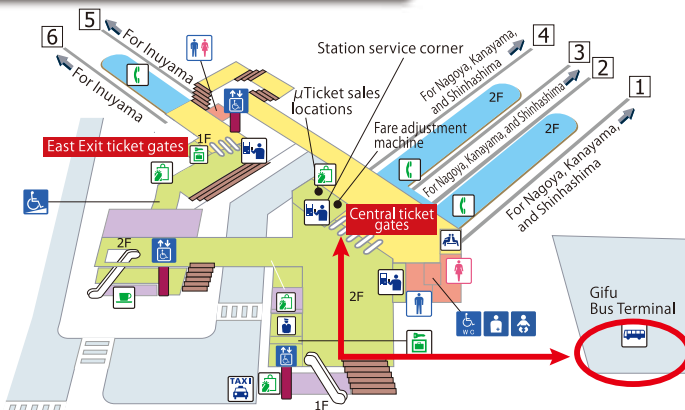 5
6
For Inuyama
For Inuyama
Station service corner
4
3
2
1
For Nagoya, Kanayama,
and Shinhashima
2F
For Nagoya, Kanayama, and Shinhashima
2F
For Nagoya, Kanayama,
and Shinhashima
μTicket sales
locations
Fare adjustment
machine
1F
East Exit ticket gates
Central ticket
gates
2F
2F
Gifu
Bus Terminal
WC
TAXI
1F